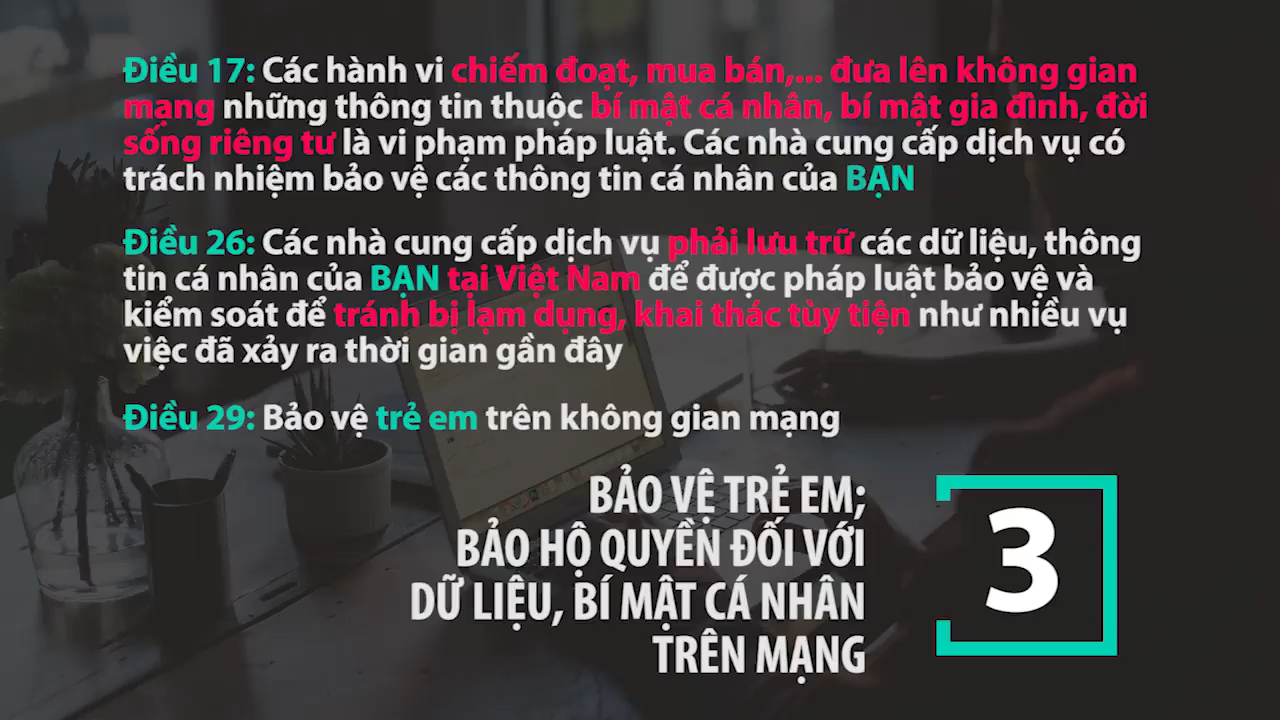 Điều 17: Các hành vi chiếm đoạt, mua bán,... đưa lên không gian
mạng những thông tin thuộc bí mật cá nhân, bí mật gia đình, đời
sống riêng tư là vi phạm pháp luật. Các nhà cung cấp dịch vụ có
trách nhiệm bảo vệ các thông tin cá nhân của BẠN
Điều 26: Các nhà cung cấp dịch vụ phải lưu trữ các dữ liệu, thông
tin cá nhân của BẠN tại Việt Nam để được pháp luật bảo vệ và
kiểm soát để tránh bị lạm dụng, khai thác tùy tiện như nhiều vụ
việc đã xảy ra thời gian gần đây
Điều 29: Bảo vệ trẻ em trên không gian mạng
BẢO VỆ TRẺ EM;
BẢO HỘ QUYỀN ĐỐI VỚI
DỮ LIỆU, BÍ MẬT CÁ NHÂN
TRÊN MẠNG
3